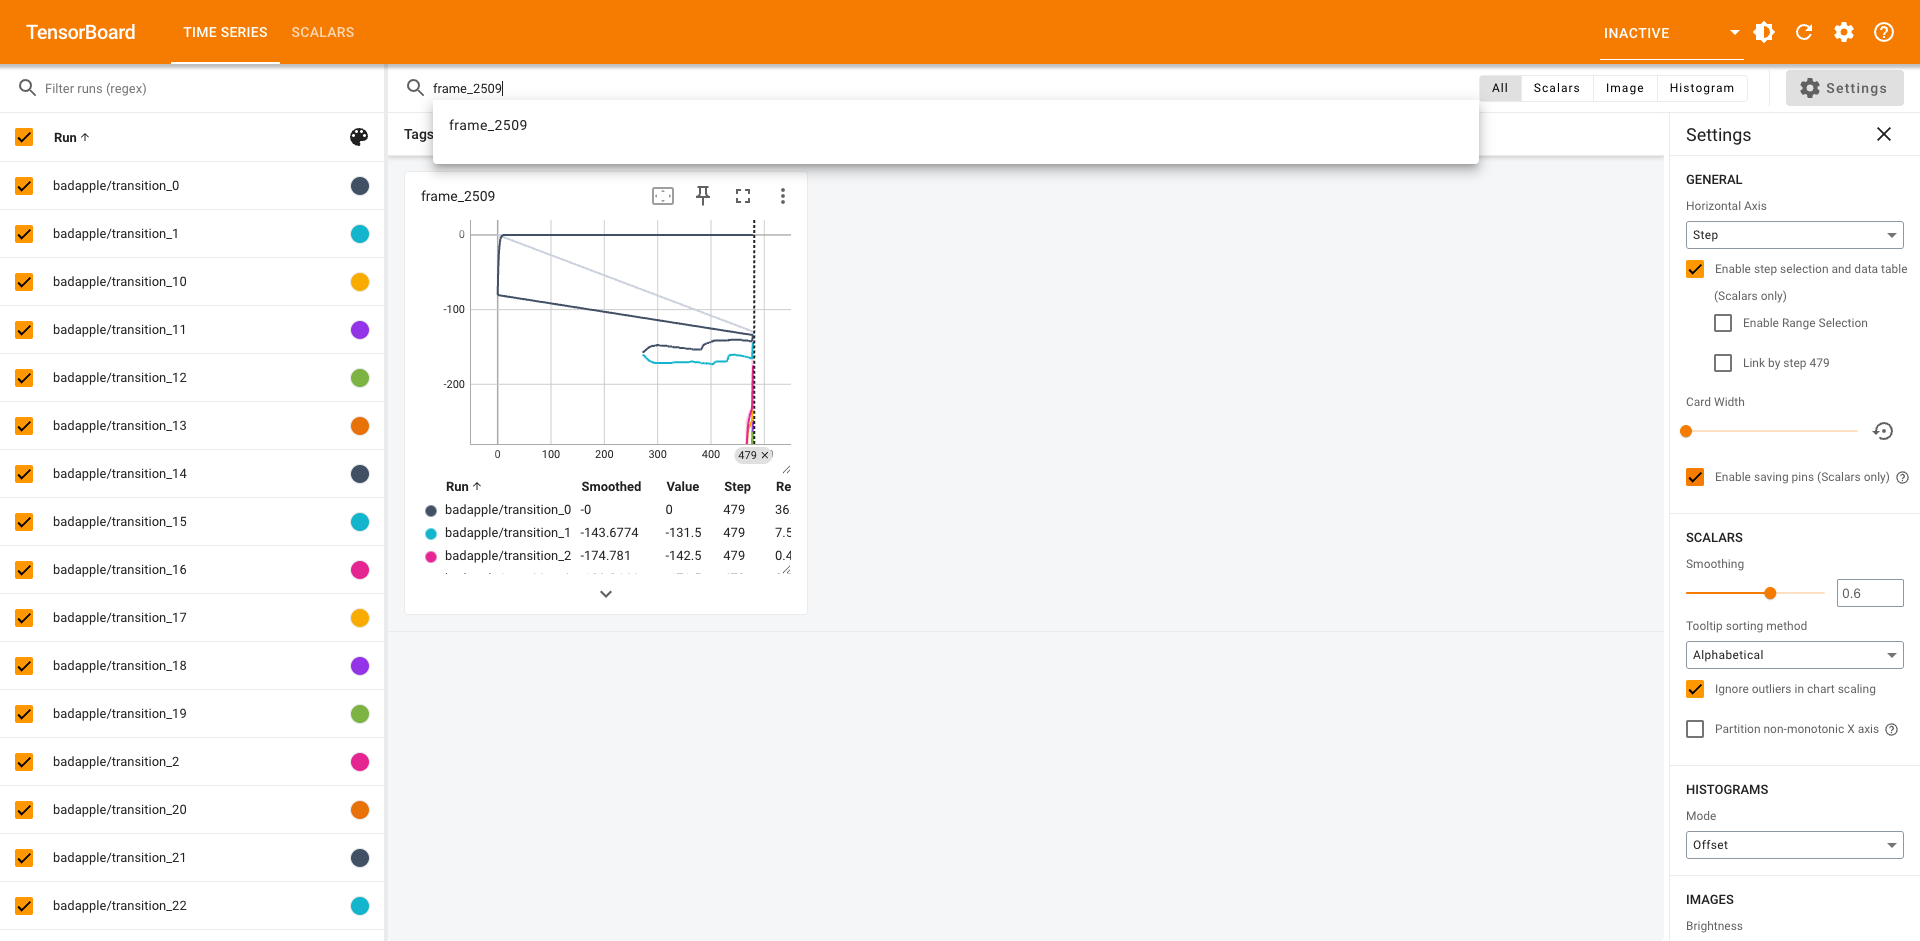 TensorBoard
TIME SERIES
SCALARS
INACTIVE
Filter runs (regex)
frame_2509
All
Scalars
Image
Histogram
Settings
frame_2509
Run
Tags
badapple/transition_0
badapple/transition_1
badapple/transition_10
badapple/transition_11
badapple/transition_12
badapple/transition_13
badapple/transition_14
badapple/transition_15
badapple/transition_16
badapple/transition_17
badapple/transition_18
badapple/transition_19
badapple/transition_2
badapple/transition_20
badapple/transition_21
badapple/transition_22
frame_2509
0
-100
-200
0 100 200 300 400 479
Run Smoothed Value Step Re
badapple/transition_0 -0 0 479 36.
badapple/transition_1 -143.6774 -131.5 479 7.5
badapple/transition_2 -174.781 -142.5 479 0.4
Settings
GENERAL
Horizontal Axis
Step
Enable step selection and data table
(Scalars only)
Enable Range Selection
Link by step 479
Card Width
Enable saving pins (Scalars only)
SCALARS
Smoothing
0.6
Tooltip sorting method
Alphabetical
Ignore outliers in chart scaling
Partition non-monotonic X axis
HISTOGRAMS
Mode
Offset
IMAGES
Brightness